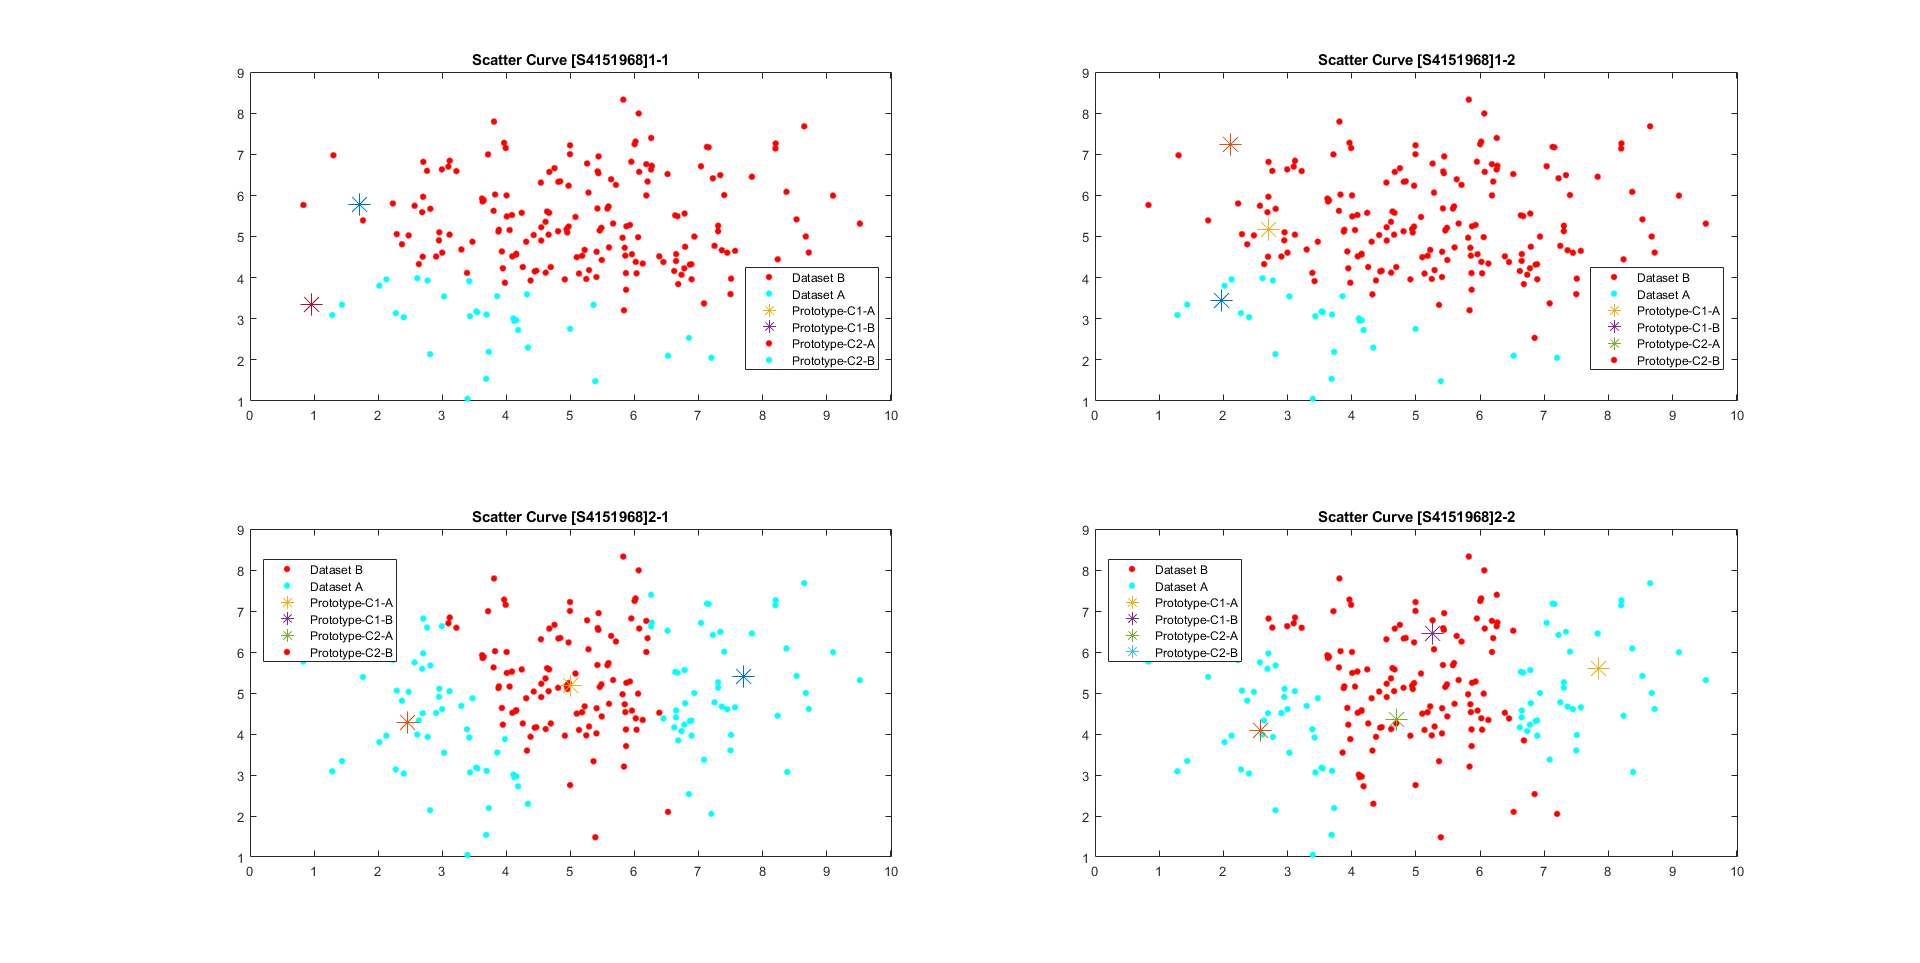 Scatter Curve [S4151968]1-1
9
8
7
6
5
4
3
2
1
0 1 2 3 4 5 6 7 8 9 10
Dataset B
Dataset A
Prototype-C1-A
Prototype-C1-B
Prototype-C2-A
Prototype-C2-B
Scatter Curve [S4151968]1-2
9
8
7
6
5
4
3
2
1
0 1 2 3 4 5 6 7 8 9 10
Dataset B
Dataset A
Prototype-C1-A
Prototype-C1-B
Prototype-C2-A
Prototype-C2-B
Scatter Curve [S4151968]2-1
9
8
7
6
5
4
3
2
1
0 1 2 3 4 5 6 7 8 9 10
Dataset B
Dataset A
Prototype-C1-A
Prototype-C1-B
Prototype-C2-A
Prototype-C2-B
Scatter Curve [S4151968]2-2
9
8
7
6
5
4
3
2
1
0 1 2 3 4 5 6 7 8 9 10
Dataset B
Dataset A
Prototype-C1-A
Prototype-C1-B
Prototype-C2-A
Prototype-C2-B